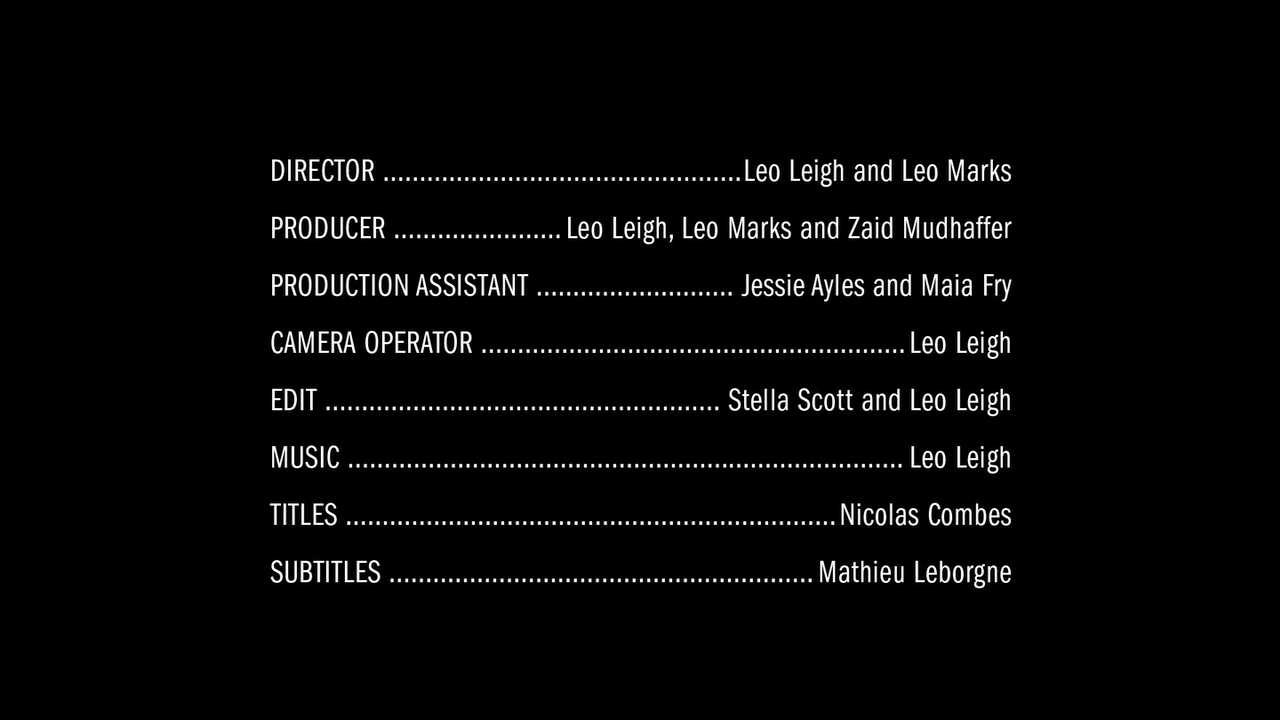 DIRECTOR ................................................Leo Leigh and Leo Marks
PRODUCER ....................... Leo Leigh, Leo Marks and Zaid Mudhaffer
PRODUCTION ASSISTANT ........................... Jessie Ayles and Maia Fry
CAMERA OPERATOR .......................................................... Leo Leigh
EDIT ...................................................... Stella Scott and Leo Leigh
MUSIC ............................................................................ Leo Leigh
TITLES ................................................................... Nicolas Combes
SUBTITLES .......................................................... Mathieu Leborgne